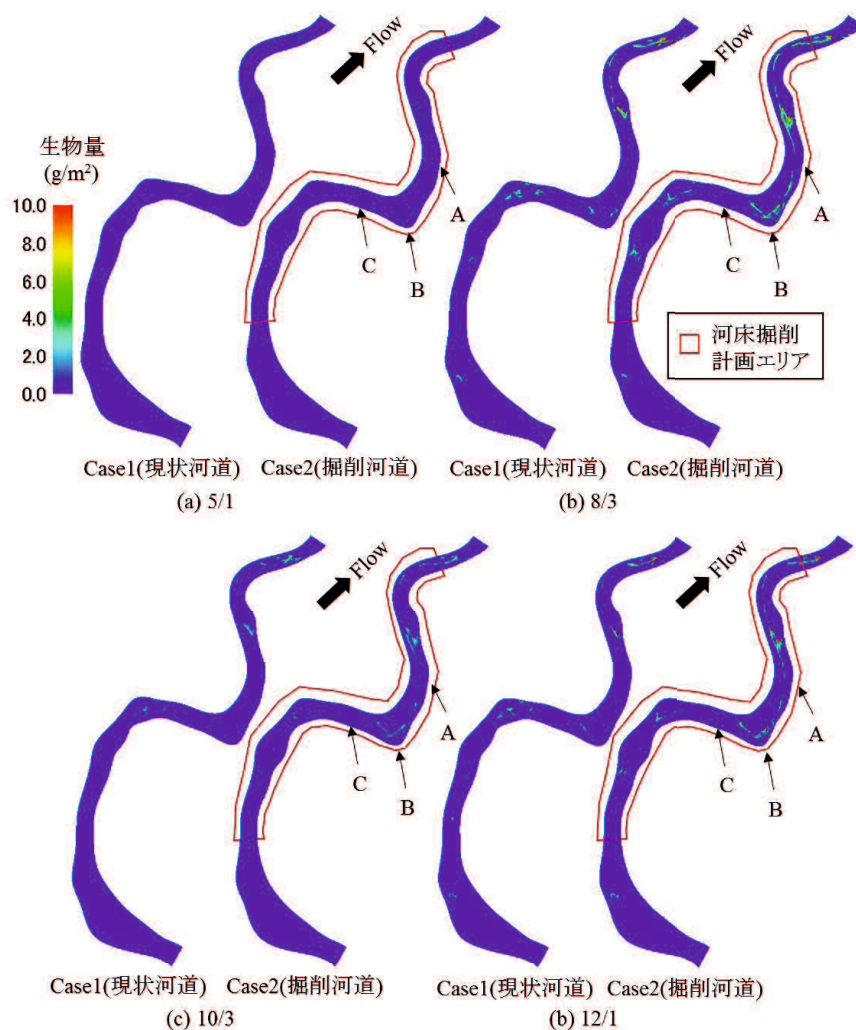 Flow
Flow
生物量
(g/m²)
10.0
8.0
6.0
4.0
2.0
0.0
A
C
B
A
C
B
河床掘削
計画エリア
Case1(現状河道)
Case2(掘削河道)
Case1(現状河道)
Case2(掘削河道)
(a) 5/1
(b) 8/3
Flow
Flow
A
C
B
A
C
B
Case1(現状河道)
Case2(掘削河道)
Case1(現状河道)
Case2(掘削河道)
(c) 10/3
(b) 12/1